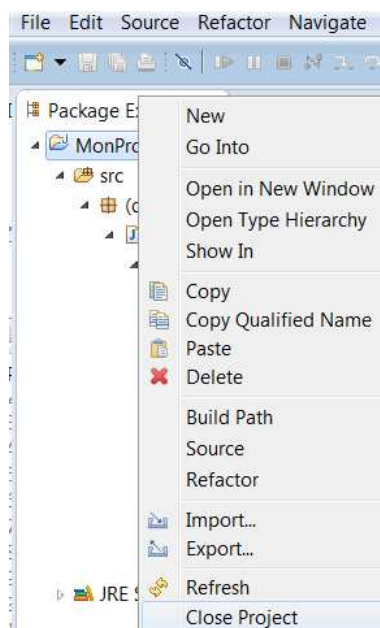 File Edit Source Refactor Navigate
Package E
MonPro
src
New
Go Into
Open in New Window
Open Type Hierarchy
Show In
Copy
Copy Qualified Name
Paste
Delete
Build Path
Source
Refactor
Import...
Export...
JRE S
Refresh
Close Project